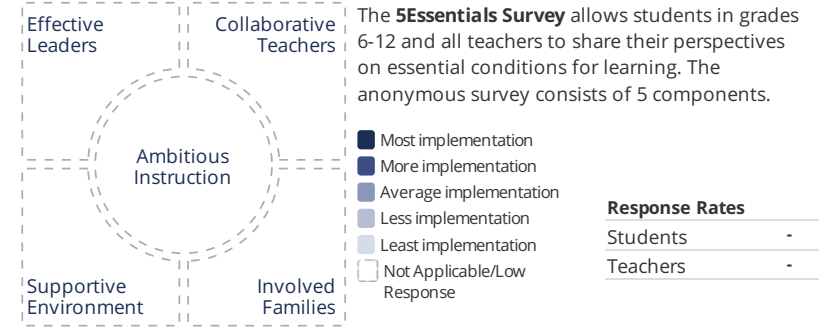 Effective
Leaders
Collaborative
Teachers
Ambitious
Instruction
Supportive
Environment
Involved
Families
The 5Essentials Survey allows students in grades
6-12 and all teachers to share their perspectives
on essential conditions for learning. The
anonymous survey consists of 5 components.
Most implementation
More implementation
Average implementation
Less implementation
Least implementation
Not Applicable/Low
Response
Response Rates
Students -
Teachers -